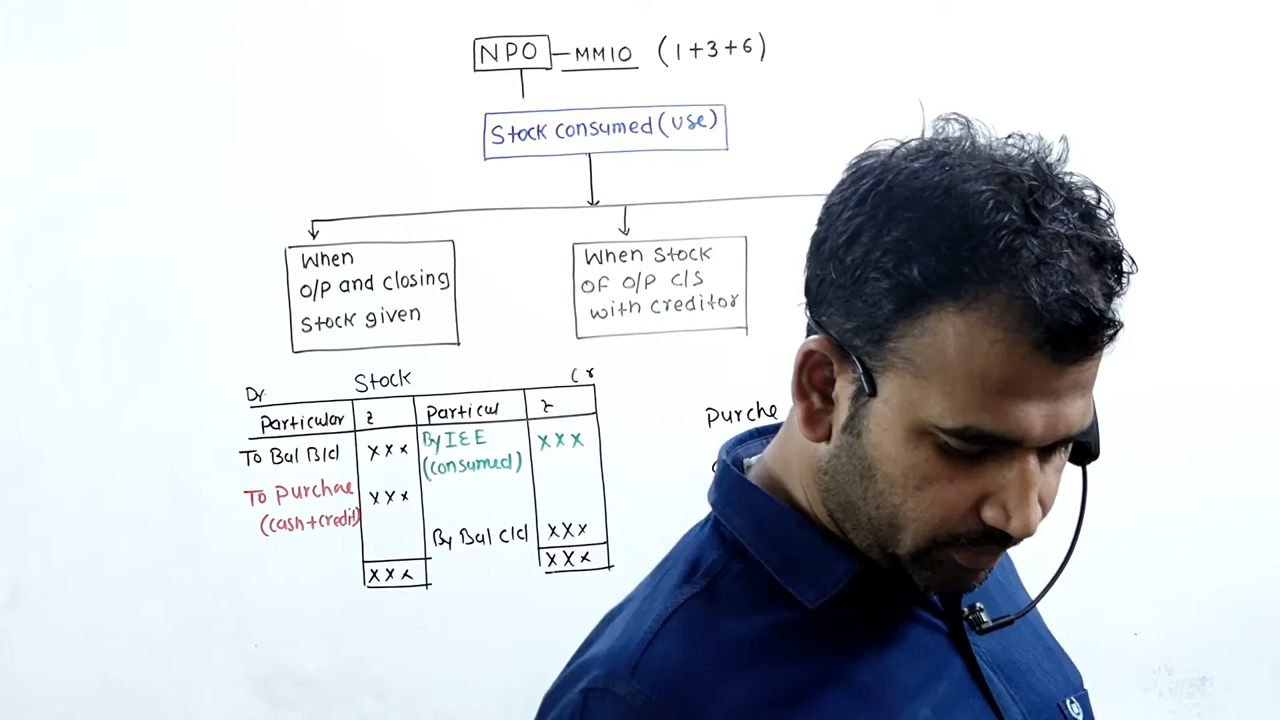 NPO - MM10 (1+3+6)
Stock consumed (use)
When
O/P and closing
Stock given
When Stock
OF O/P C/S
with creditor
Dr
Stock
Cr
Particular ₹ Particul ₹
To Bal B/d xxx By I&E xxx
(consumed)
To Purchae xxx
(cash+credit)
By Bal C/d xxx
xxx xxx
Purche